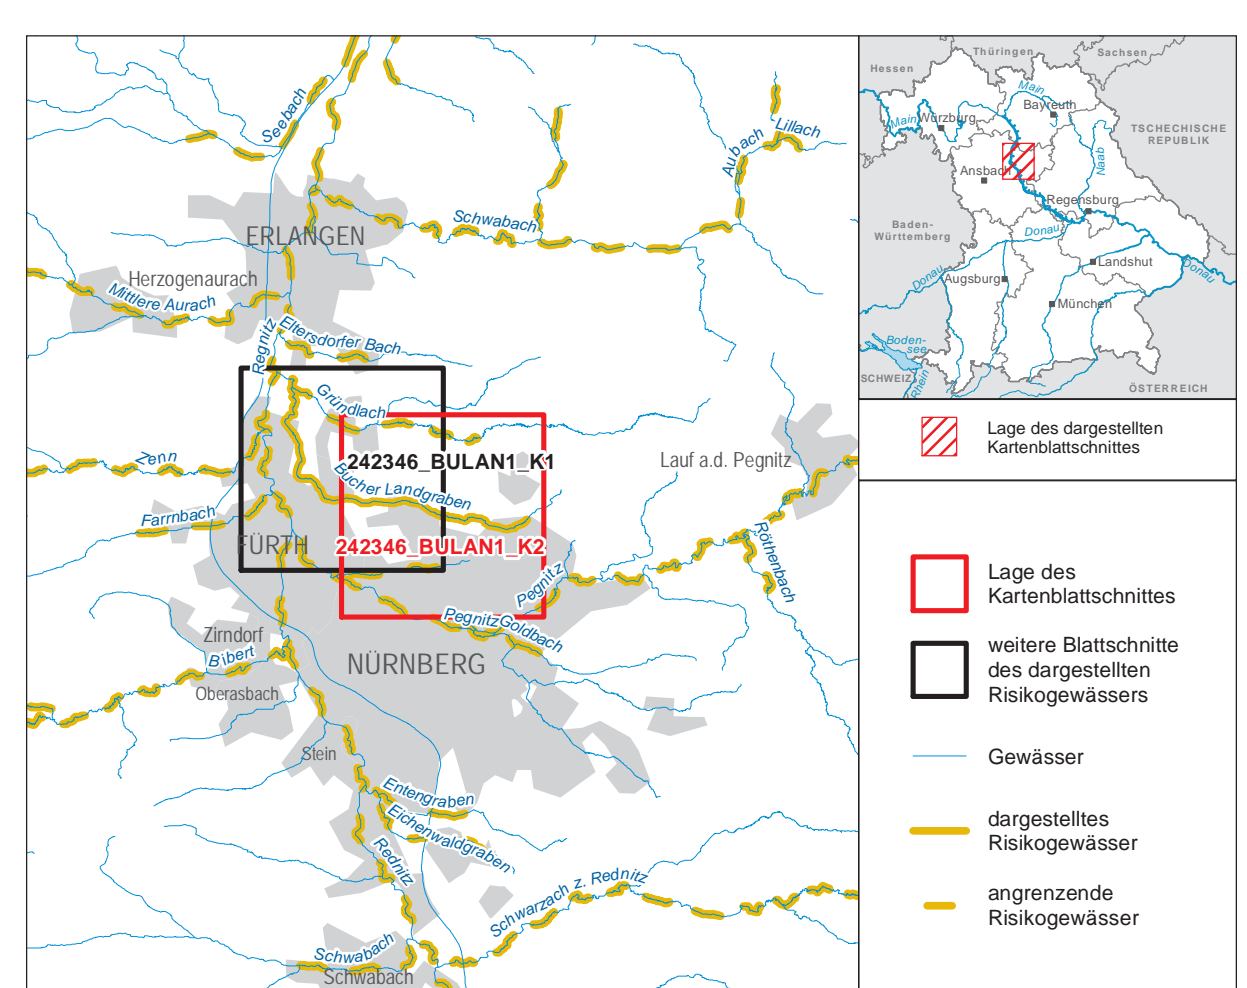 Seebach
Lillach
Aubach
Schwabach
ERLANGEN
Herzogenaurach
Mittlere Aurach
Regnitz
Eltersdorfer Bach
Gründlach
242346_BULAN1_K1
Lauf a.d. Pegnitz
Zenn
Bucher Landgraben
Farrnbach
FÜRTH
242346_BULAN1_K2
Röthenbach
Pegnitz
Pegnitz
Goldbach
Zirndorf
Bibert
NÜRNBERG
Oberasbach
Stein
Entengraben
Eichenwaldgraben
Rednitz
Schwarzach z. Rednitz
Schwabach
Schwabach
Thüringen
Sachsen
Hessen
Main
Bayreuth
Main
Würzburg
TSCHECHISCHE
REPUBLIK
Naab
Ansbach
Regensburg
Baden-
Württemberg
Donau
Landshut
Donau
Donau
Augsburg
München
Boden-
see
SCHWEIZ
Rhein
ÖSTERREICH
Lage des dargestellten
Kartenblattschnittes
Lage des
Kartenblattschnittes
weitere Blattschnitte
des dargestellten
Risikogewässers
Gewässer
dargestelltes
Risikogewässer
angrenzende
Risikogewässer